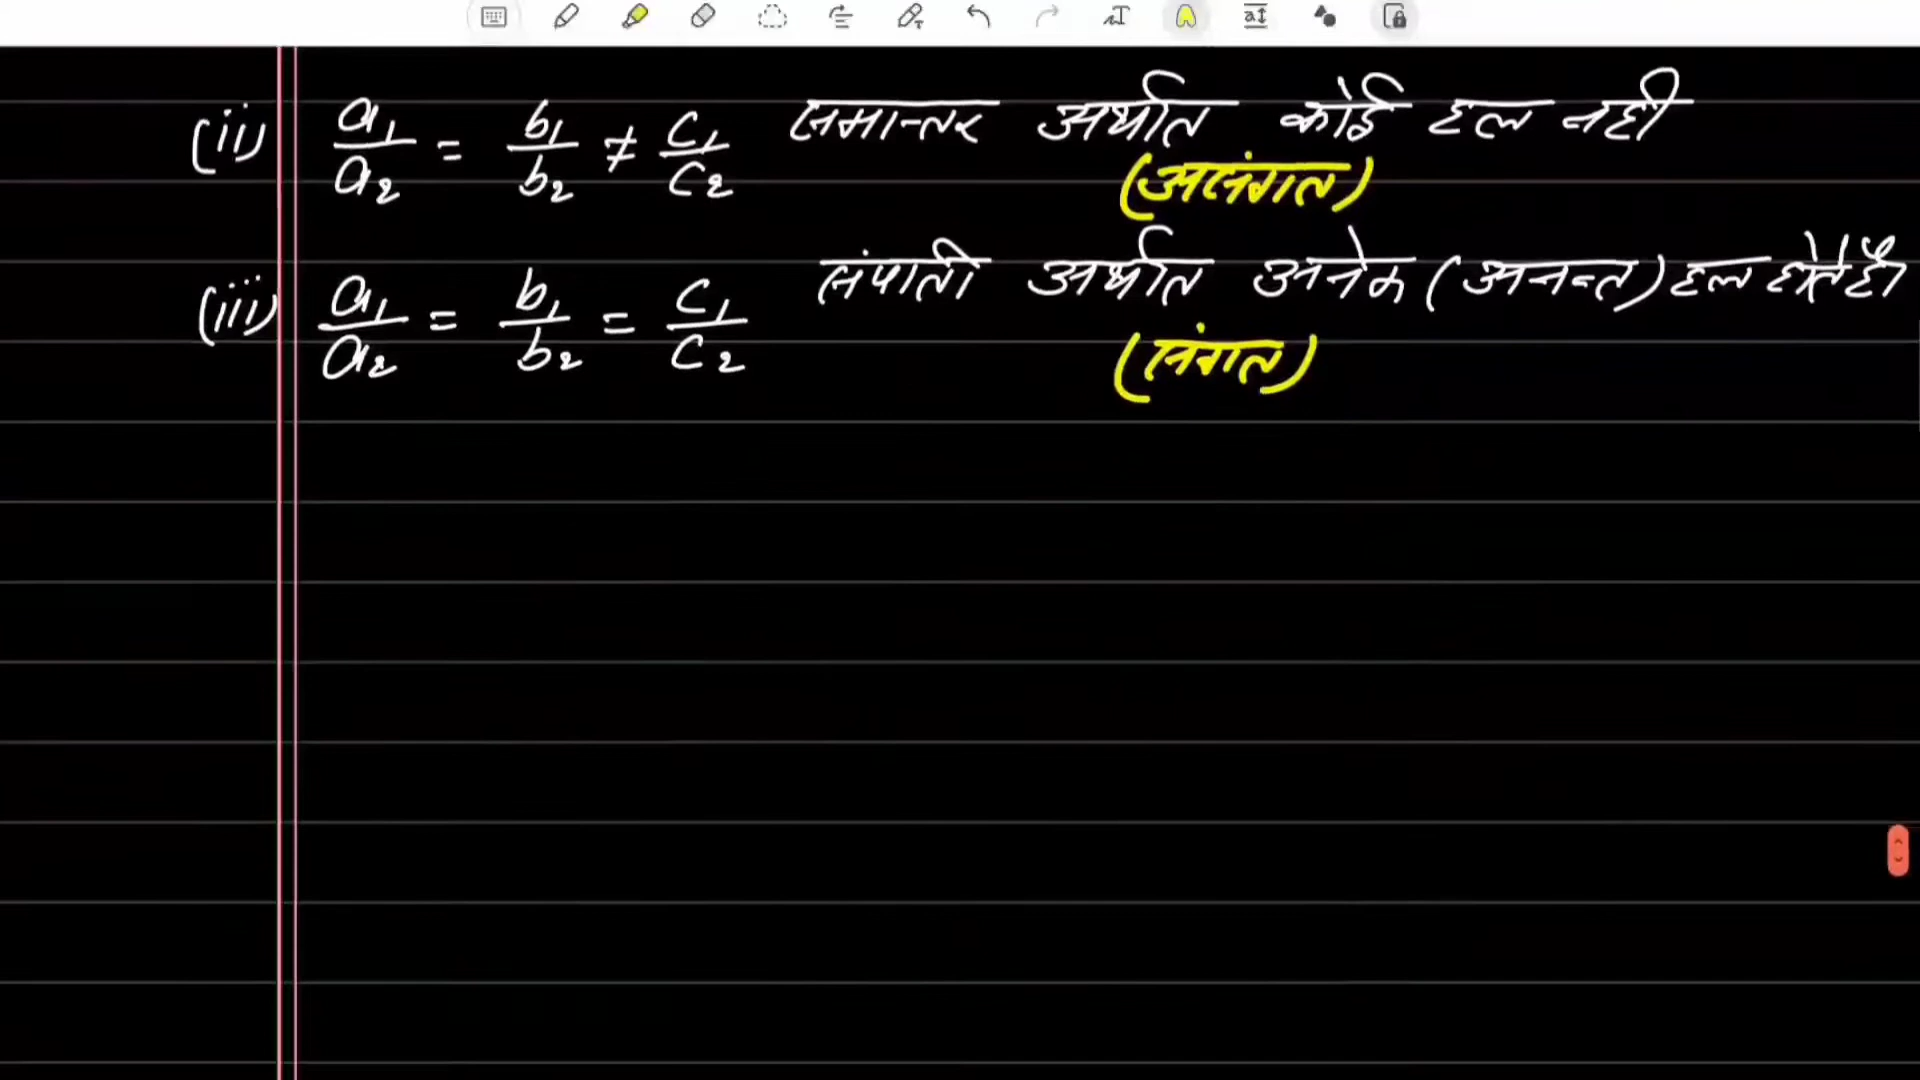 (ii) a₁/a₂ = b₁/b₂ ≠ c₁/c₂ समान्तर अर्थात कोई हल नही
(असंगत)
(iii) a₁/a₂ = b₁/b₂ = c₁/c₂ संपाती अर्थात अनेक (अनन्त) हल होते है
(संगत)